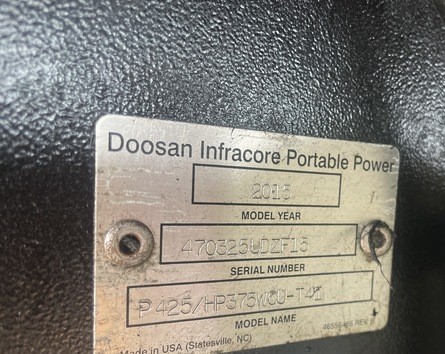 Doosan Infracore Portable Power
2015
MODEL YEAR
470325UDZF15
SERIAL NUMBER
P425/HP375WCU-T4I
MODEL NAME
Made in USA (Statesville, NC)